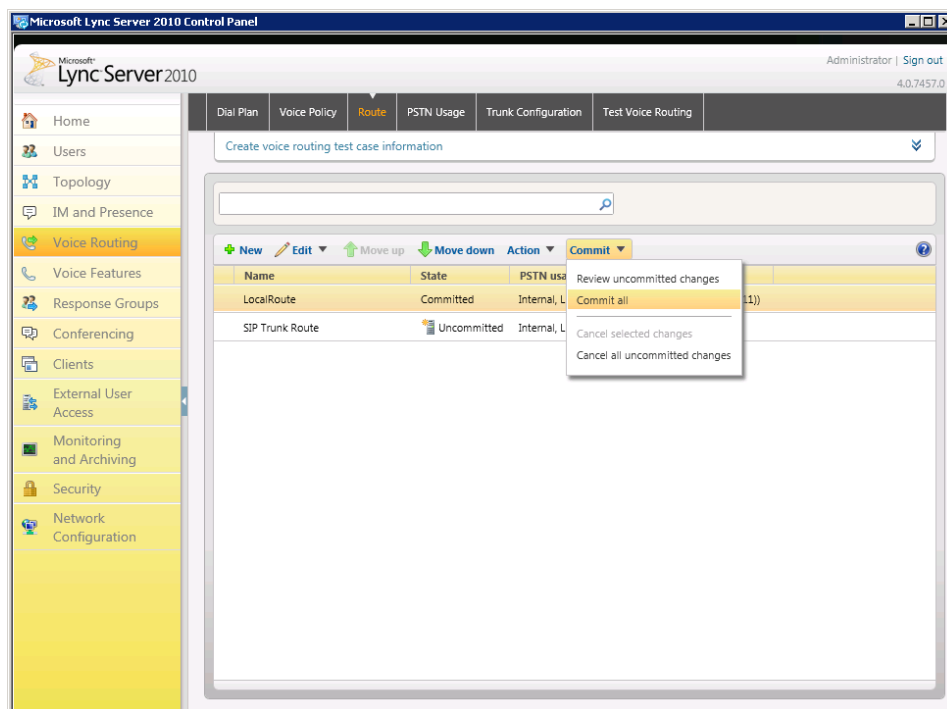 Microsoft Lync Server 2010 Control Panel
Microsoft®
Lync Server 2010
Administrator | Sign out
4.0.7457.0
Home
Users
Topology
IM and Presence
Voice Routing
Voice Features
Response Groups
Conferencing
Clients
External User
Access
Monitoring
and Archiving
Security
Network
Configuration
Dial Plan Voice Policy Route PSTN Usage Trunk Configuration Test Voice Routing
Create voice routing test case information
New Edit Move up Move down Action Commit
Name State PSTN usa
LocalRoute Committed Internal, L 11))
SIP Trunk Route Uncommitted Internal, L
Review uncommitted changes
Commit all
Cancel selected changes
Cancel all uncommitted changes